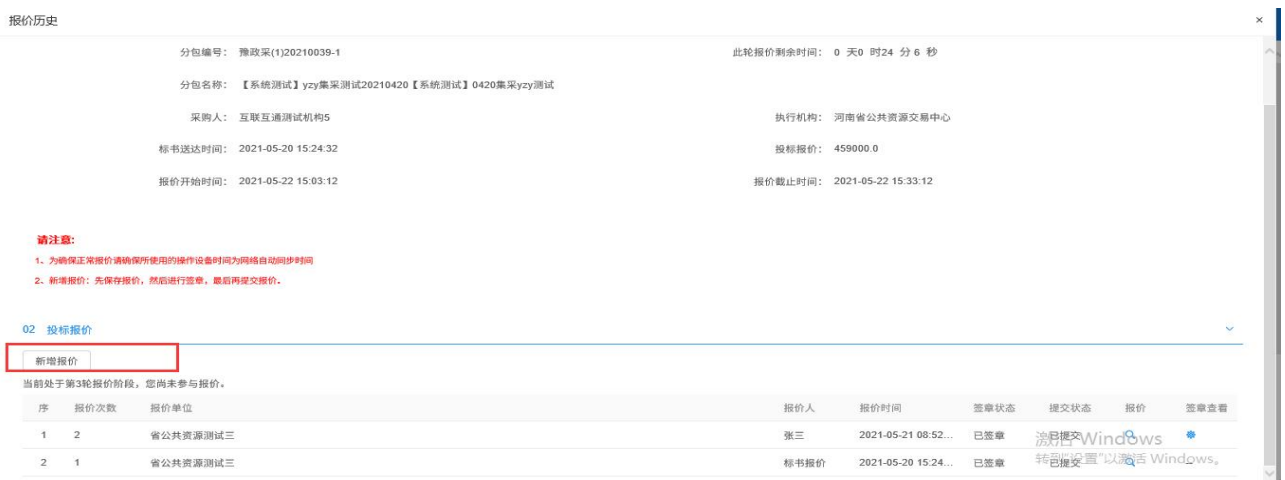 报价历史 ×
分包编号： 豫政采(1)20210039-1 此轮报价剩余时间： 0 天0 时24 分 6 秒
分包名称： 【系统测试】yzy集采测试20210420【系统测试】0420集采yzy测试
采购人： 互联互通测试机构5 执行机构： 河南省公共资源交易中心
标书送达时间： 2021-05-20 15:24:32 投标报价： 459000.0
报价开始时间： 2021-05-22 15:03:12 报价截止时间： 2021-05-22 15:33:12
请注意:
1、为确保正常报价请确保所使用的操作设备时间为网络自动同步时间
2、新增报价：先保存报价，然后进行签章，最后再提交报价。
02 投标报价
新增报价
当前处于第3轮报价阶段，您尚未参与报价。
序 报价次数 报价单位 报价人 报价时间 签章状态 提交状态 报价 签章查看
1 2 省公共资源测试三 张三 2021-05-21 08:52... 已签章 已提交
激活 Windows
2 1 省公共资源测试三 标书报价 2021-05-20 15:24... 已签章 已提交 --
转到"设置"以激活 Windows。